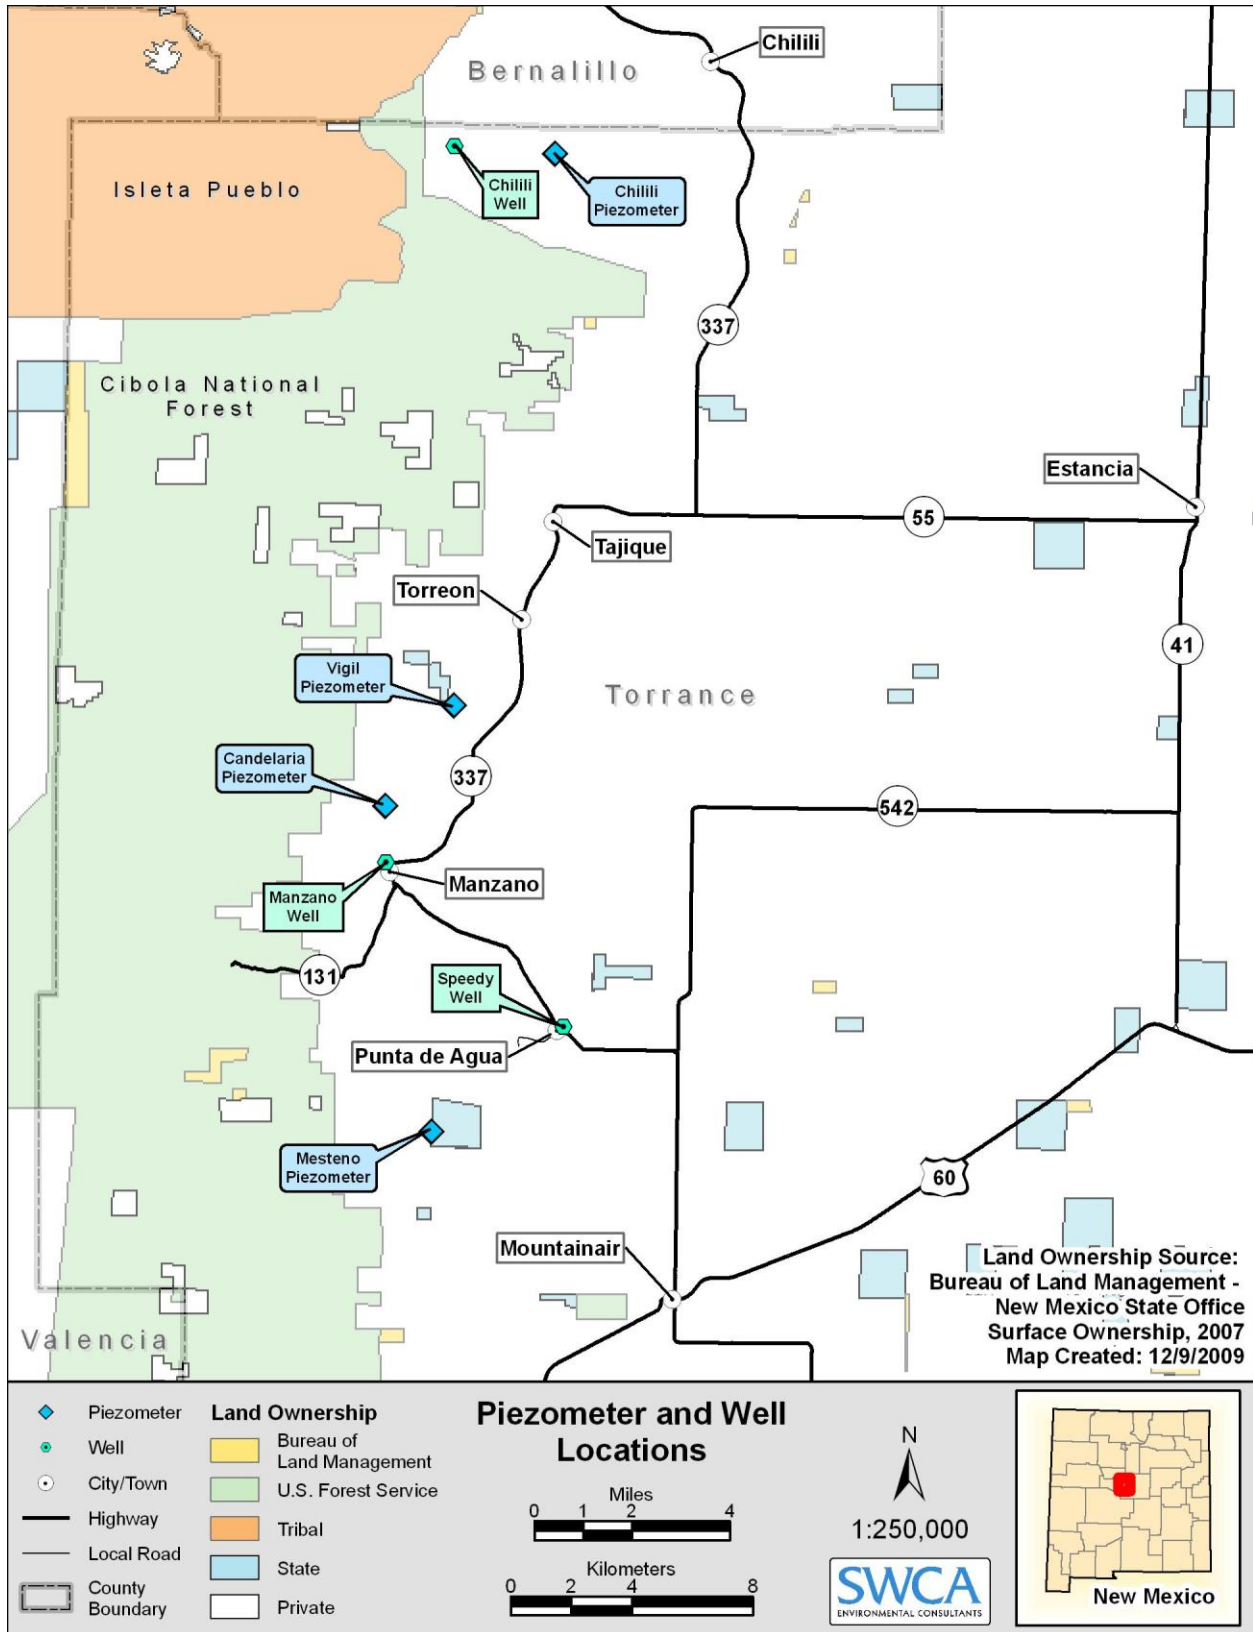 Chilili
Bernalillo
Isleta Pueblo
Chilili
Well
Chilili
Piezometer
337
Cibola National
Forest
Estancia
55
Tajique
Torreon
41
Vigil
Piezometer
Torrance
Candelaria
Piezometer
337
542
Manzano
Manzano
Well
131
Speedy
Well
Punta de Agua
Mesteno
Piezometer
60
Mountainair
Land Ownership Source:
Bureau of Land Management -
New Mexico State Office
Surface Ownership, 2007
Map Created: 12/9/2009
Valencia
Piezometer
Well
City/Town
Highway
Local Road
County
Boundary
Land Ownership
Bureau of
Land Management
U.S. Forest Service
Tribal
State
Private
Piezometer and Well
Locations
Miles
0 1 2 4
Kilometers
0 2 4 8
N
1:250,000
SWCA
ENVIRONMENTAL CONSULTANTS
New Mexico